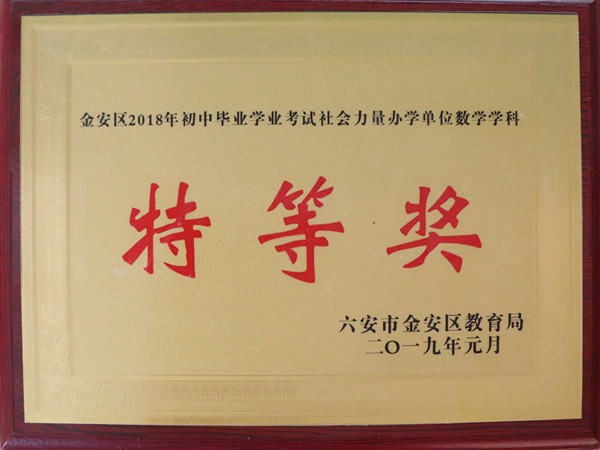 金安区2018年初中毕业学业考试社会力量办学单位数学学科
特等奖
六安市金安区教育局
二〇一九年元月